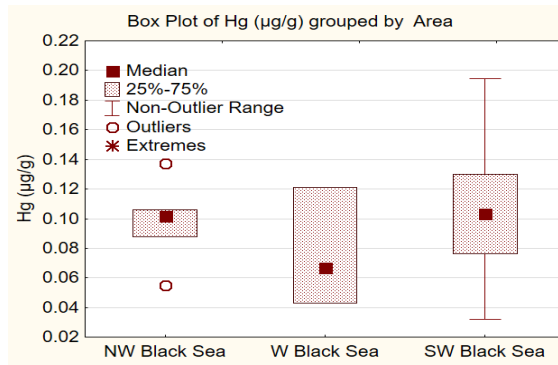 Box Plot of Hg (µg/g) grouped by  Area
0.22
0.20
0.18
0.16
0.14
0.12
0.10
0.08
0.06
0.04
0.02
Hg (µg/g)
Median
25%-75%
Non-Outlier Range
Outliers
Extremes
NW Black Sea
W Black Sea
SW Black Sea